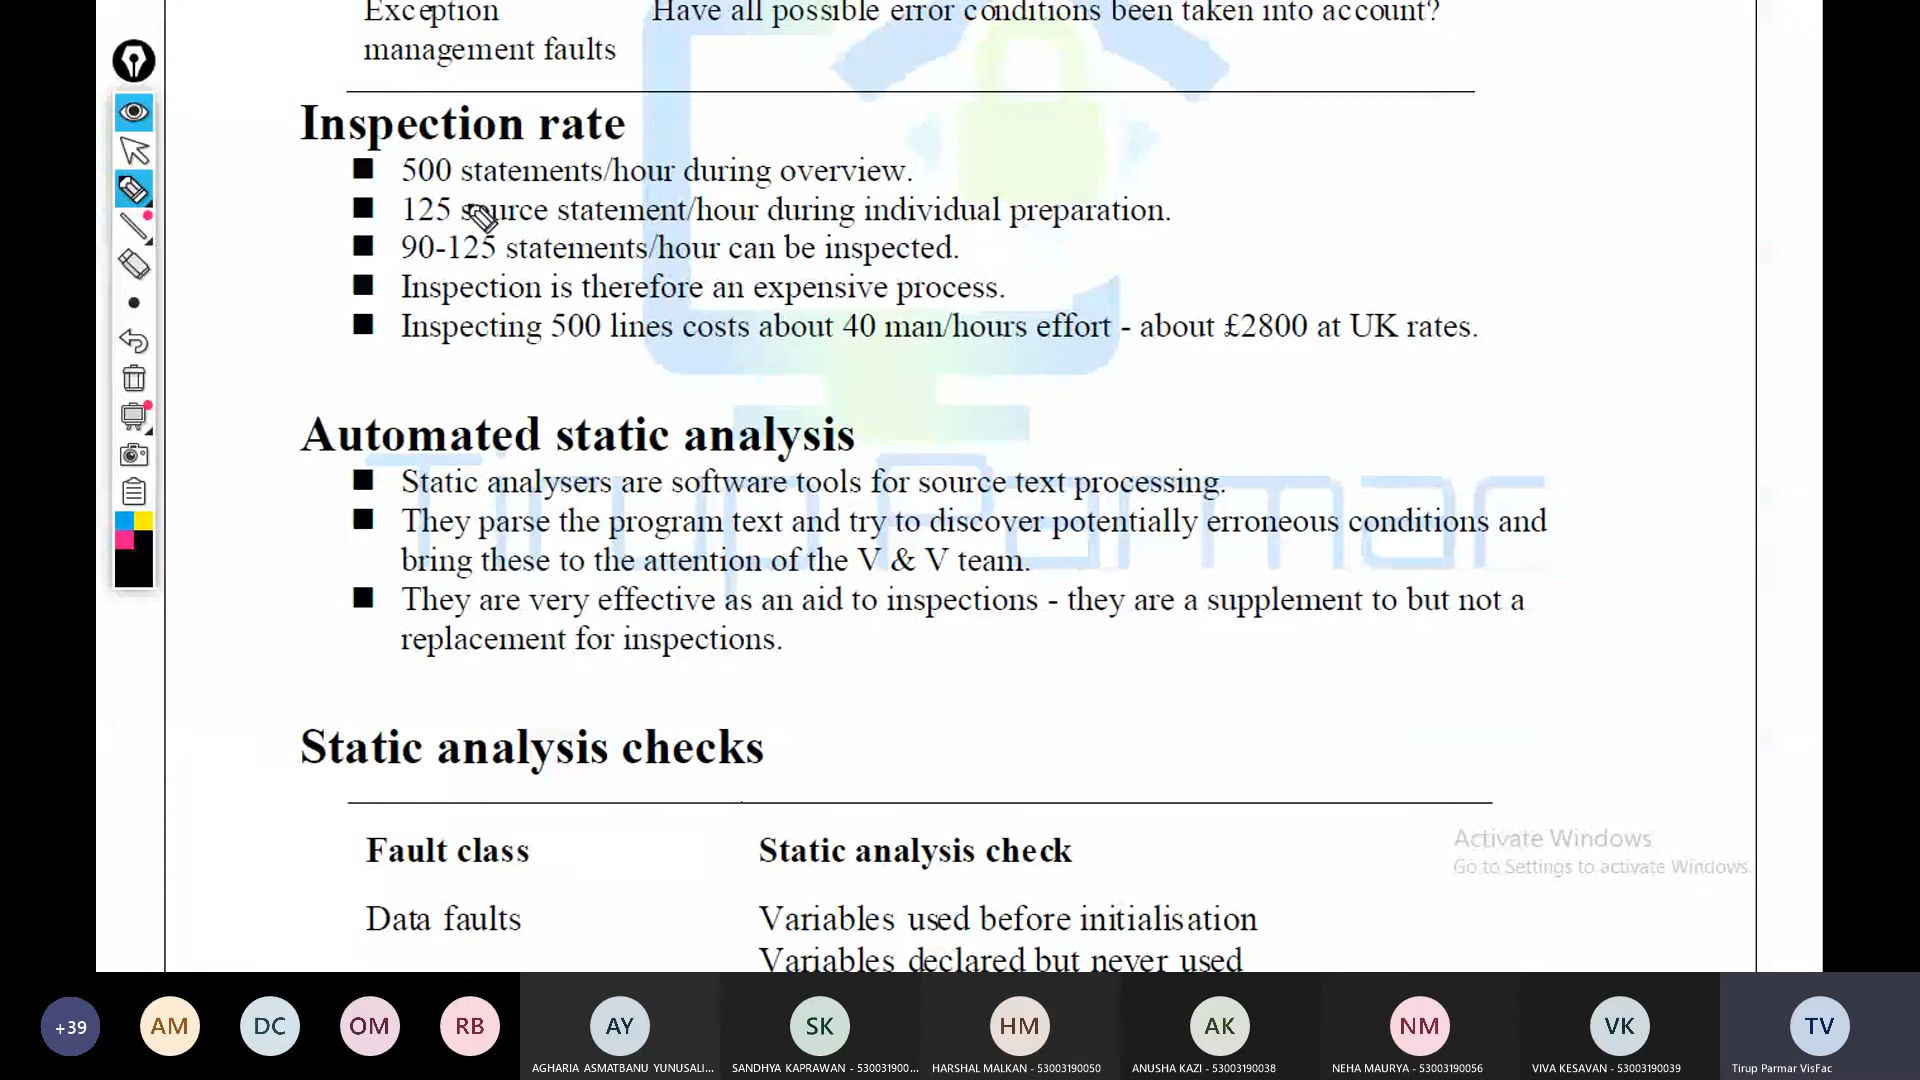 Exception Have all possible error conditions been taken into account?
management faults
Inspection rate
500 statements/hour during overview.
125 source statement/hour during individual preparation.
90-125 statements/hour can be inspected.
Inspection is therefore an expensive process.
Inspecting 500 lines costs about 40 man/hours effort - about £2800 at UK rates.
Automated static analysis
Static analysers are software tools for source text processing.
They parse the program text and try to discover potentially erroneous conditions and
bring these to the attention of the V & V team.
They are very effective as an aid to inspections - they are a supplement to but not a
replacement for inspections.
Tirup Parmar
Static analysis checks
Fault class Static analysis check
Data faults Variables used before initialisation
Variables declared but never used
Activate Windows
Go to Settings to activate Windows.
+39 AM DC OM RB AY SK HM AK NM VK TV
AGHARIA ASMATBANU YUNUSALI... SANDHYA KAPRAWAN - 530031900... HARSHAL MALKAN - 53003190050 ANUSHA KAZI - 53003190038 NEHA MAURYA - 53003190056 VIVA KESAVAN - 53003190039 Tirup Parmar VisFac